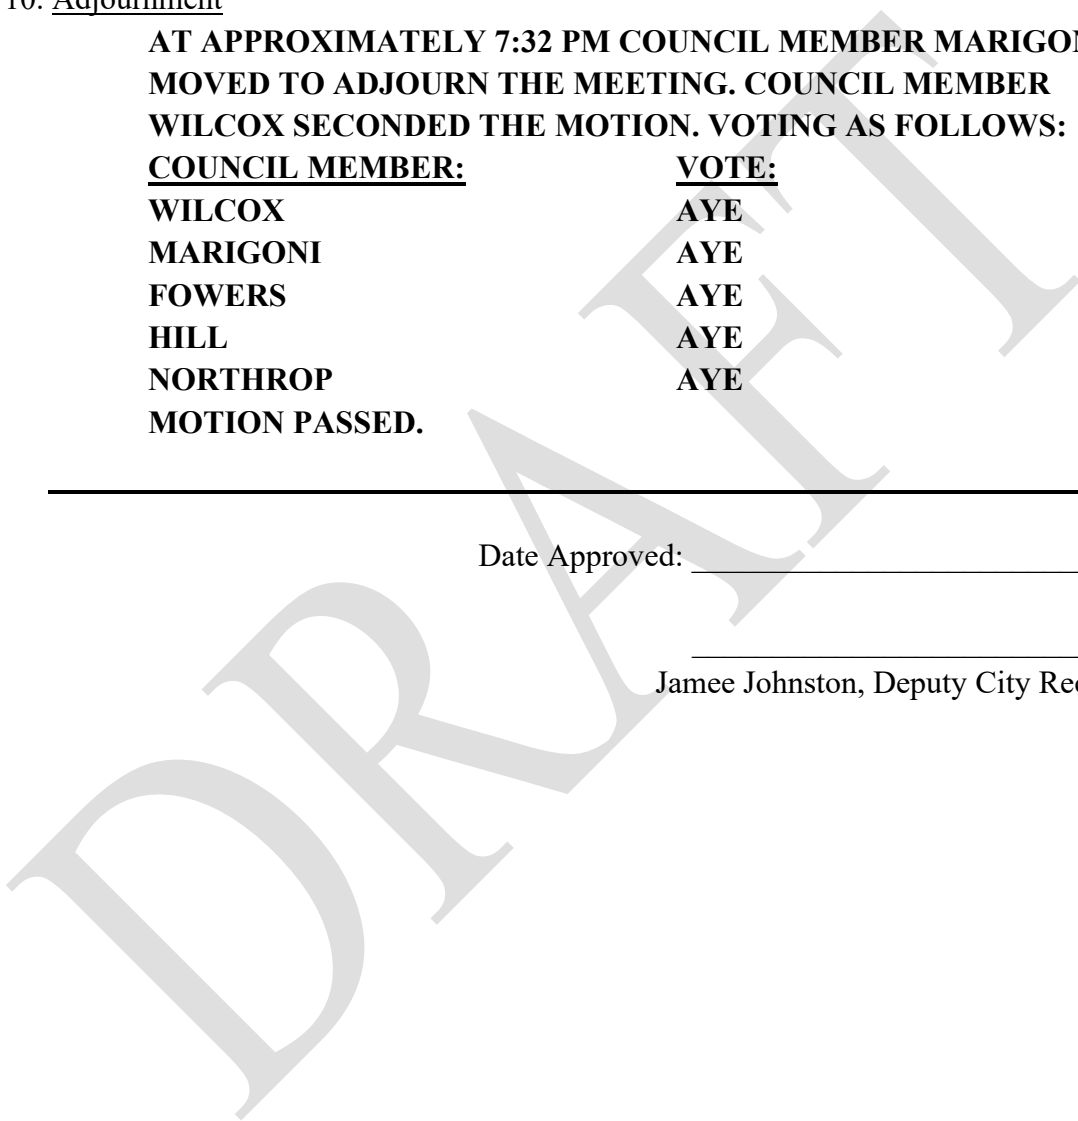 10. Adjournment
AT APPROXIMATELY 7:32 PM COUNCIL MEMBER MARIGONI
MOVED TO ADJOURN THE MEETING. COUNCIL MEMBER
WILCOX SECONDED THE MOTION. VOTING AS FOLLOWS:
COUNCIL MEMBER: VOTE:
WILCOX AYE
MARIGONI AYE
FOWERS AYE
HILL AYE
NORTHROP AYE
MOTION PASSED.
Date Approved:
Jamee Johnston, Deputy City
DRAFT